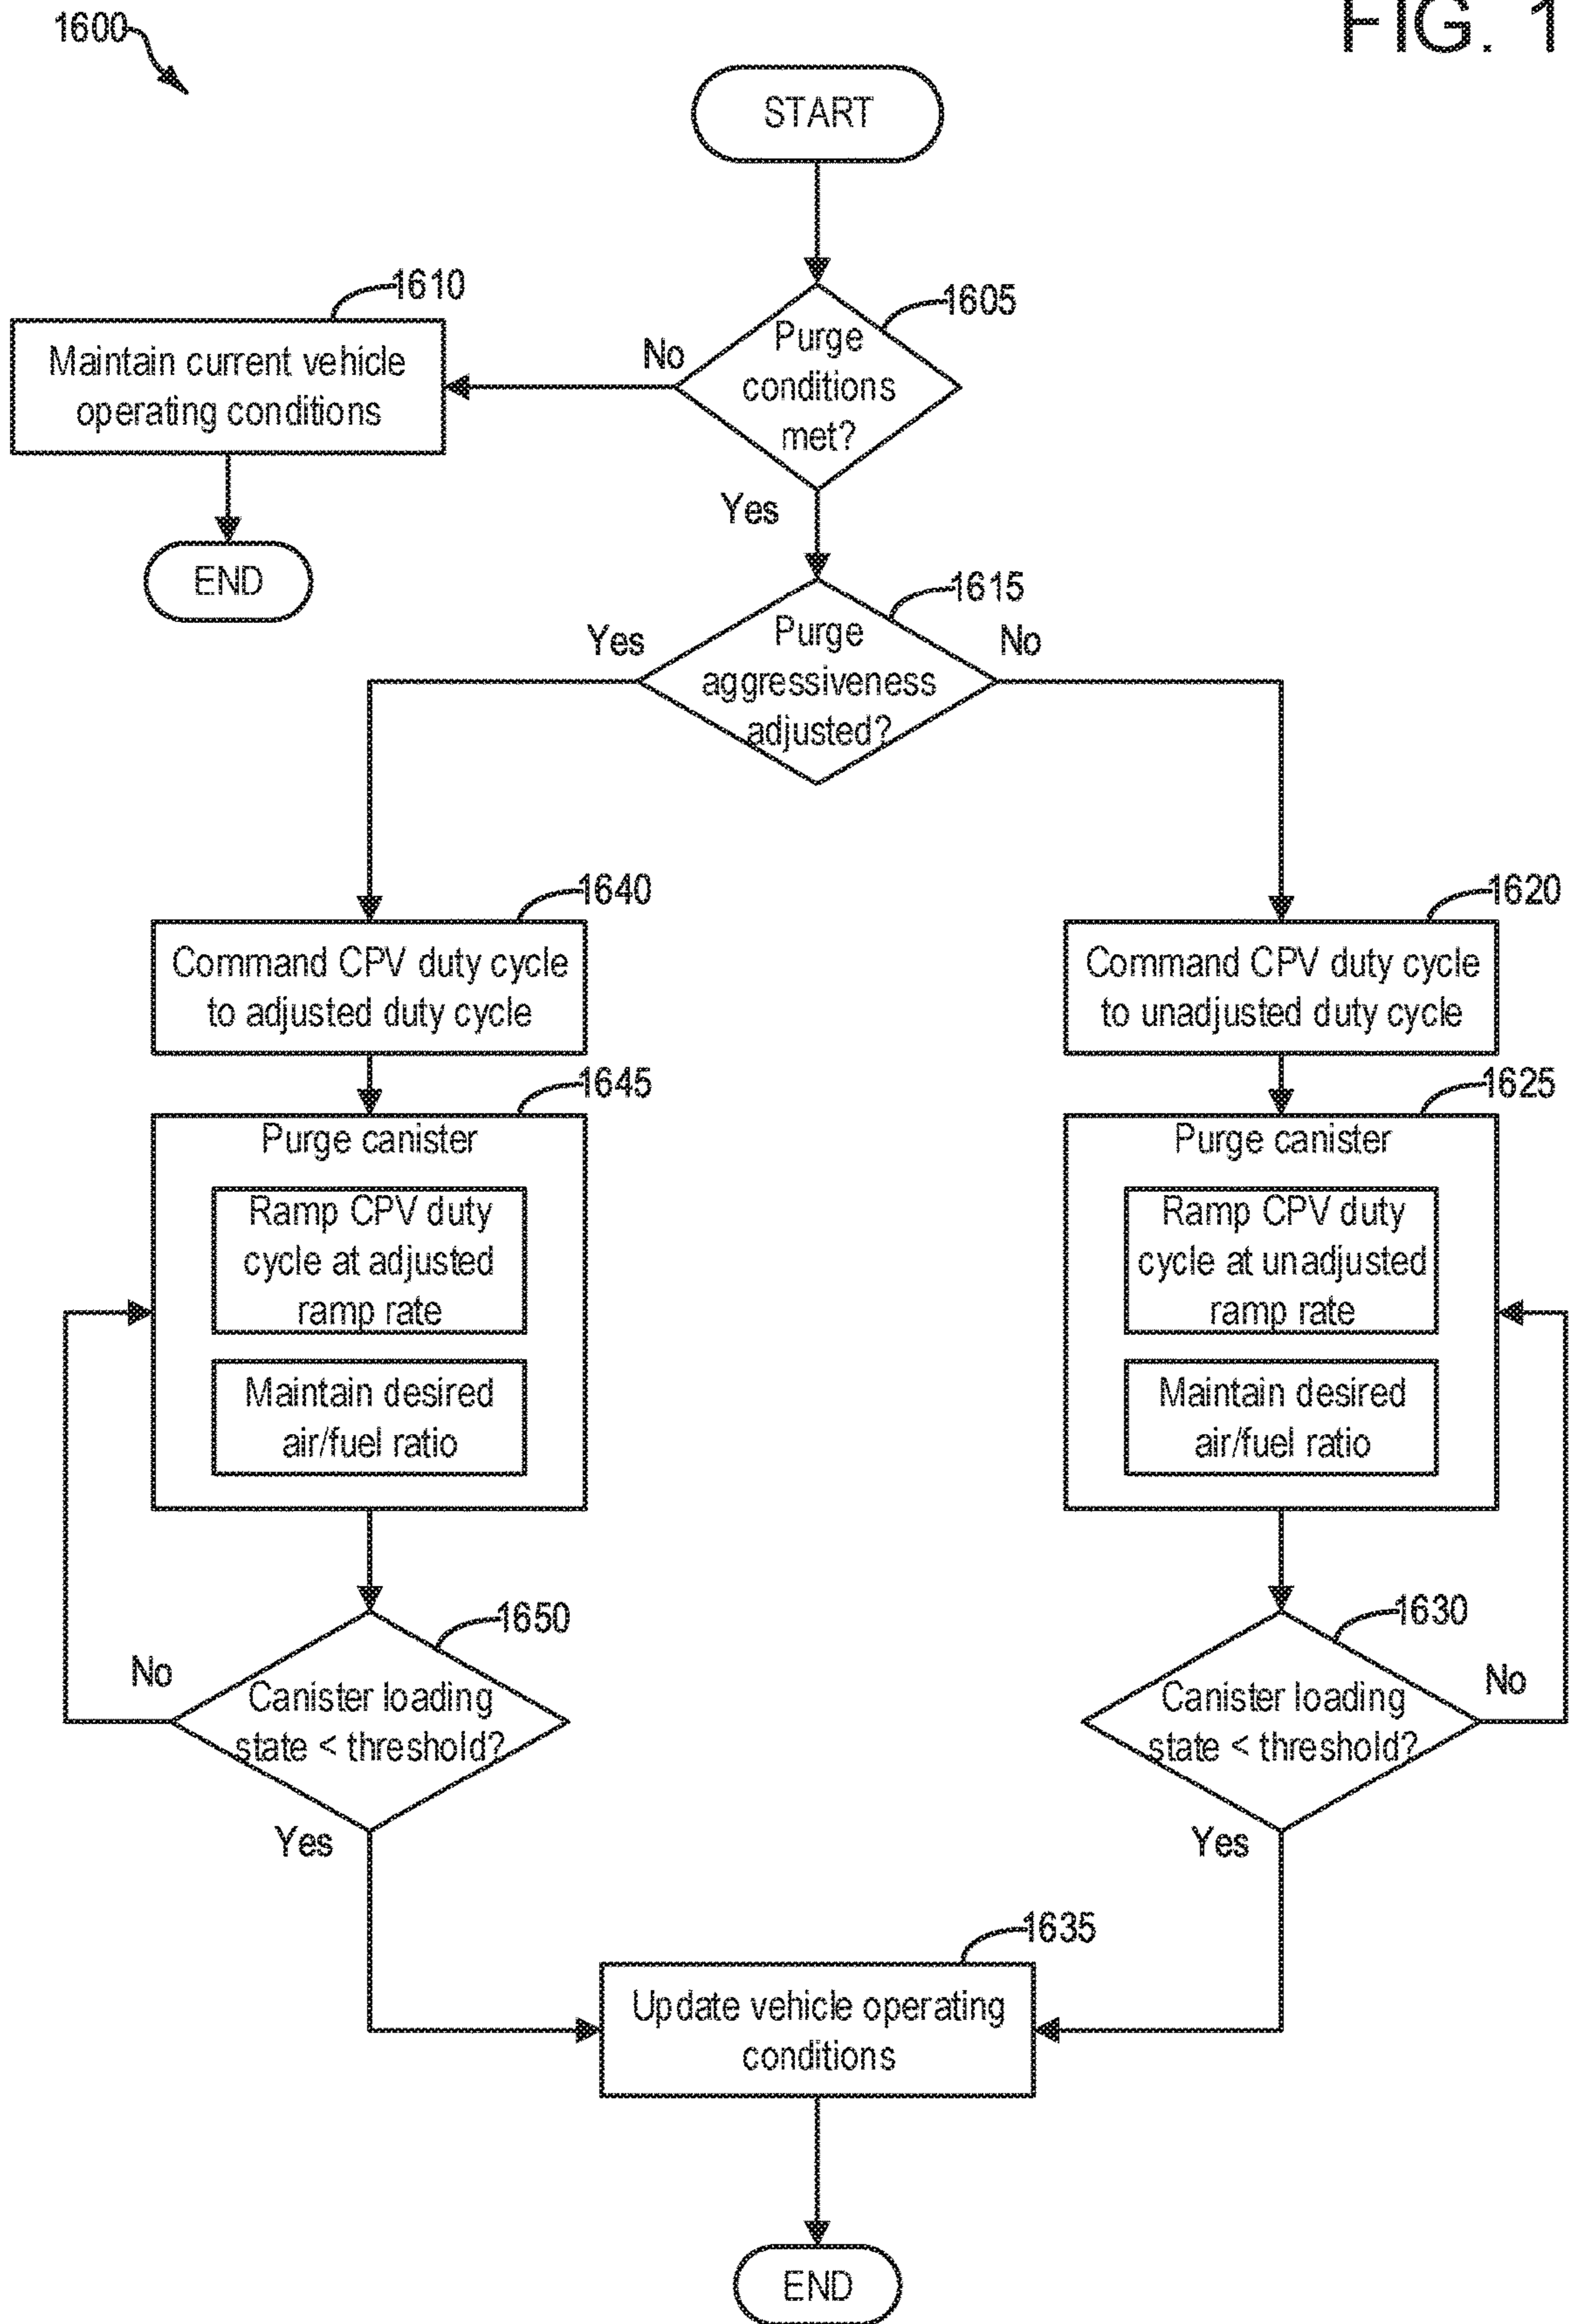 1600
FIG. 1
START
1610
1605
Maintain current vehicle
operating conditions
No
Purge
conditions
met?
Yes
END
1615
Yes
Purge
aggressiveness
adjusted?
No
1640
Command CPV duty cycle
to adjusted duty cycle
1620
Command CPV duty cycle
to unadjusted duty cycle
1645
Purge canister
Ramp CPV duty
cycle at adjusted
ramp rate
Maintain desired
air/fuel ratio
1625
Purge canister
Ramp CPV duty
cycle at unadjusted
ramp rate
Maintain desired
air/fuel ratio
1650
No
Canister loading
state < threshold?
Yes
1630
No
Canister loading
state < threshold?
Yes
1635
Update vehicle operating
conditions
END